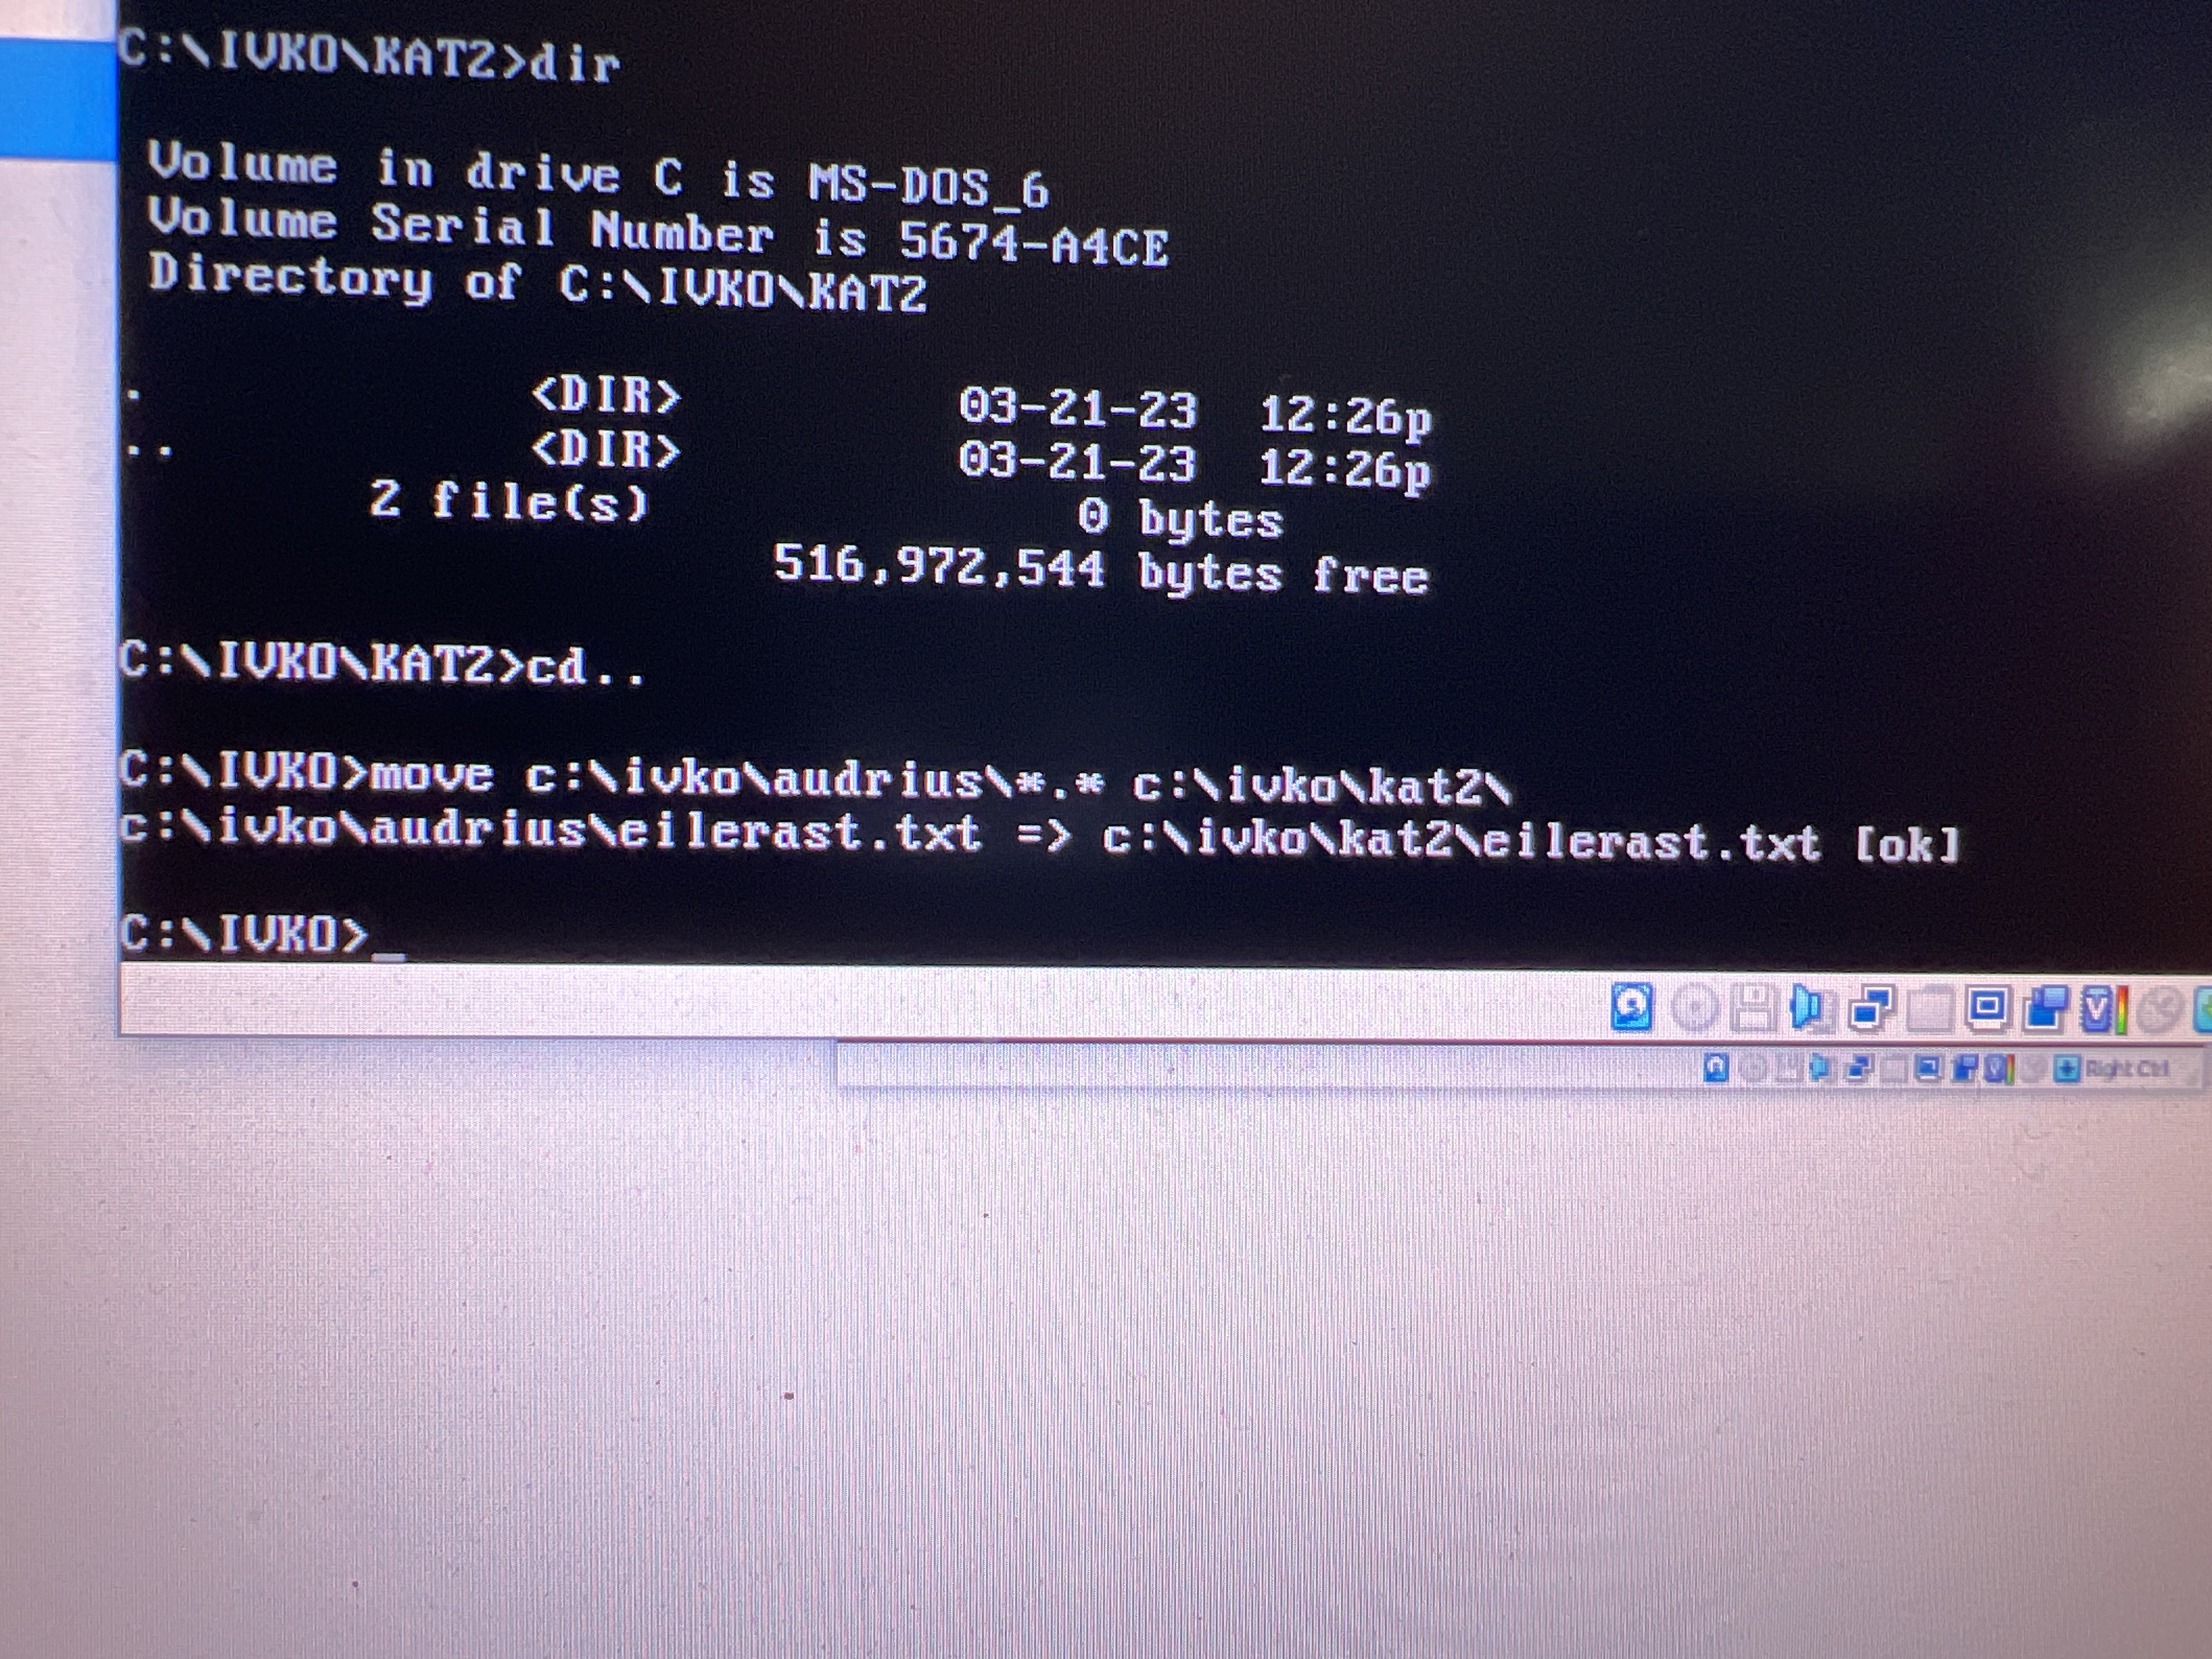 C:\IVKO\KAT2>dir
Volume in drive C is MS-DOS_6
Volume Serial Number is 5674-A4CE
Directory of C:\IVKO\KAT2
. <DIR> 03-21-23 12:26p
.. <DIR> 03-21-23 12:26p
2 file(s) 0 bytes
516,972,544 bytes free
C:\IVKO\KAT2>cd..
C:\IVKO>move c:\ivko\audrius\*.* c:\ivko\kat2\
c:\ivko\audrius\eilerast.txt => c:\ivko\kat2\eilerast.txt [ok]
C:\IVKO>_
Right Ctrl